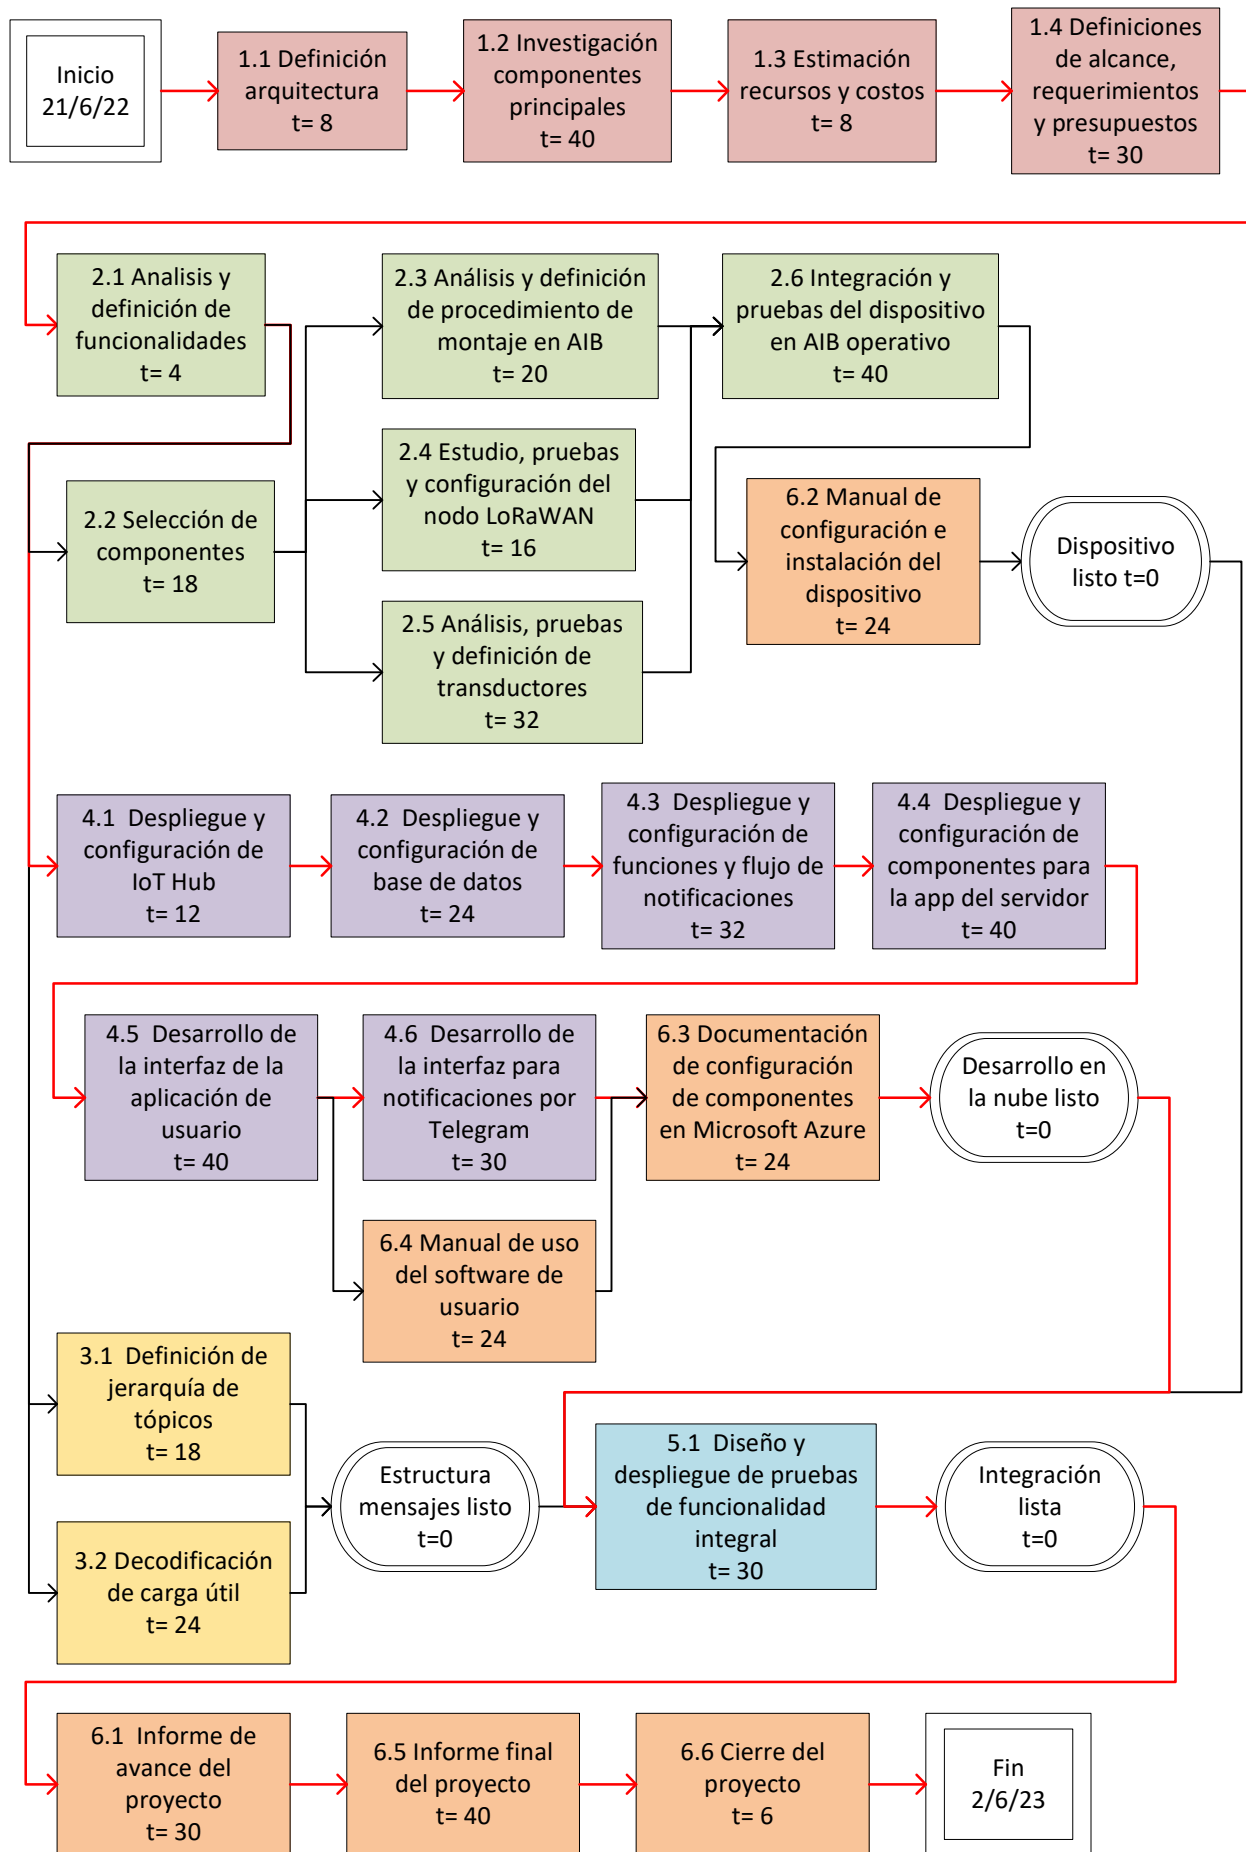 Inicio
21/6/22
1.1 Definición
arquitectura
t= 8
1.2 Investigación
componentes
principales
t= 40
1.3 Estimación
recursos y costos
t= 8
1.4 Definiciones
de alcance,
requerimientos
y presupuestos
t= 30
2.1 Analisis y
definición de
funcionalidades
t= 4
2.3 Análisis y definición
de procedimiento de
montaje en AIB
t= 20
2.6 Integración y
pruebas del dispositivo
en AIB operativo
t= 40
2.2 Selección de
componentes
t= 18
2.4 Estudio, pruebas
y configuración del
nodo LoRaWAN
t= 16
6.2 Manual de
configuración e
instalación del
dispositivo
t= 24
Dispositivo
listo t=0
2.5 Análisis, pruebas
y definición de
transductores
t= 32
4.1 Despliegue y
configuración de
IoT Hub
t= 12
4.2 Despliegue y
configuración de
base de datos
t= 24
4.3 Despliegue y
configuración de
funciones y flujo de
notificaciones
t= 32
4.4 Despliegue y
configuración de
componentes para
la app del servidor
t= 40
4.5 Desarrollo de
la interfaz de la
aplicación de
usuario
t= 40
4.6 Desarrollo de
la interfaz para
notificaciones por
Telegram
t= 30
6.3 Documentación
de configuración
de componentes
en Microsoft Azure
t= 24
Desarrollo en
la nube listo
t=0
6.4 Manual de uso
del software de
usuario
t= 24
3.1 Definición de
jerarquía de
tópicos
t= 18
Estructura
mensajes listo
t=0
5.1 Diseño y
despliegue de pruebas
de funcionalidad
integral
t= 30
Integración
lista
t=0
3.2 Decodificación
de carga útil
t= 24
6.1 Informe de
avance del
proyecto
t= 30
6.5 Informe final
del proyecto
t= 40
6.6 Cierre del
proyecto
t= 6
Fin
2/6/23